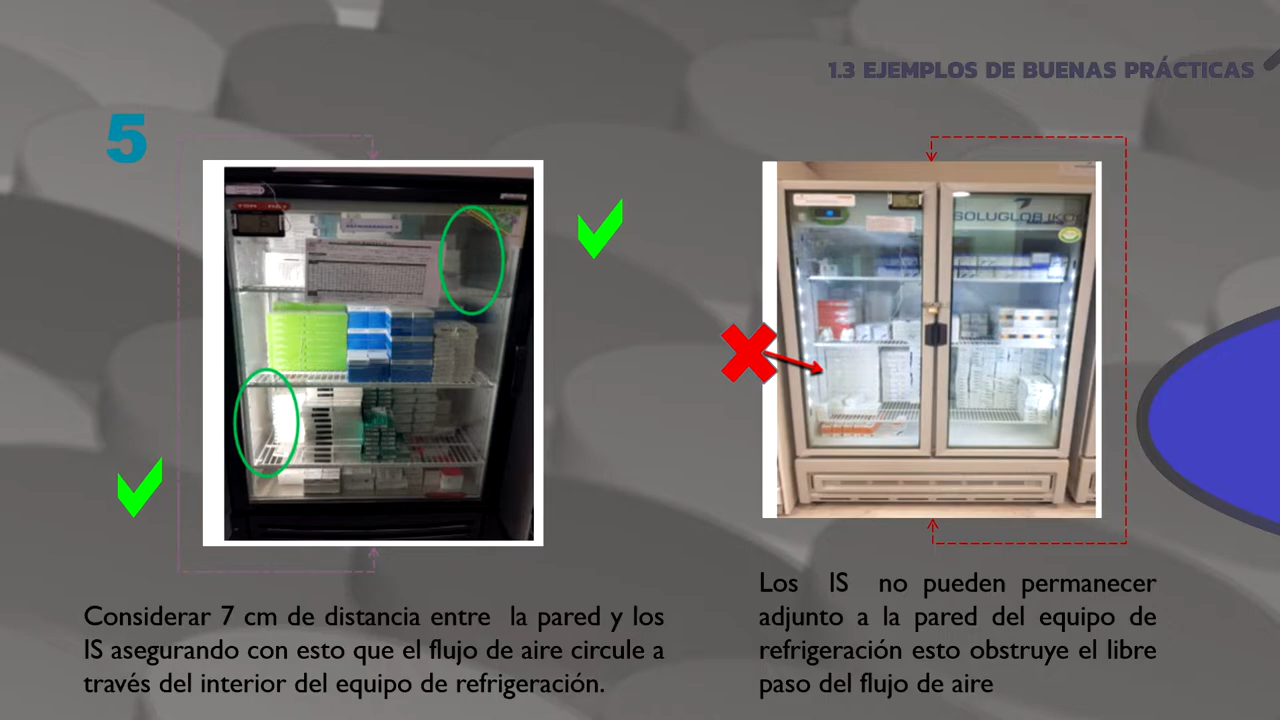 1.3 EJEMPLOS DE BUENAS PRÁCTICAS
5
SOLUGLOB IKON
Considerar 7 cm de distancia entre la pared y los
IS asegurando con esto que el flujo de aire circule a
través del interior del equipo de refrigeración.
Los IS no pueden permanecer
adjunto a la pared del equipo de
refrigeración esto obstruye el libre
paso del flujo de aire